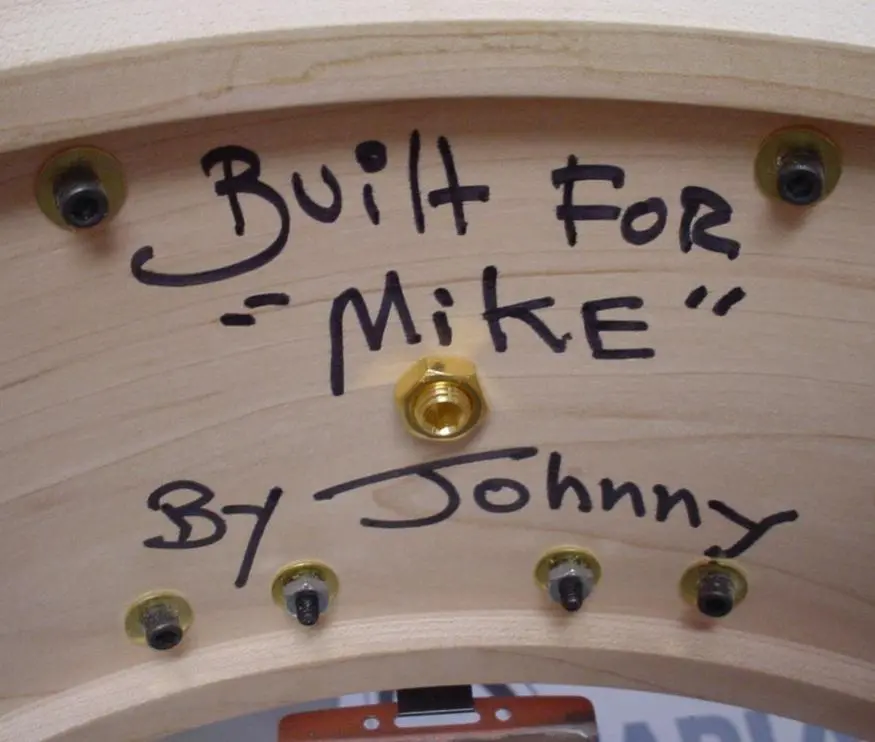 Built FOR
"MikE"
By Johnny